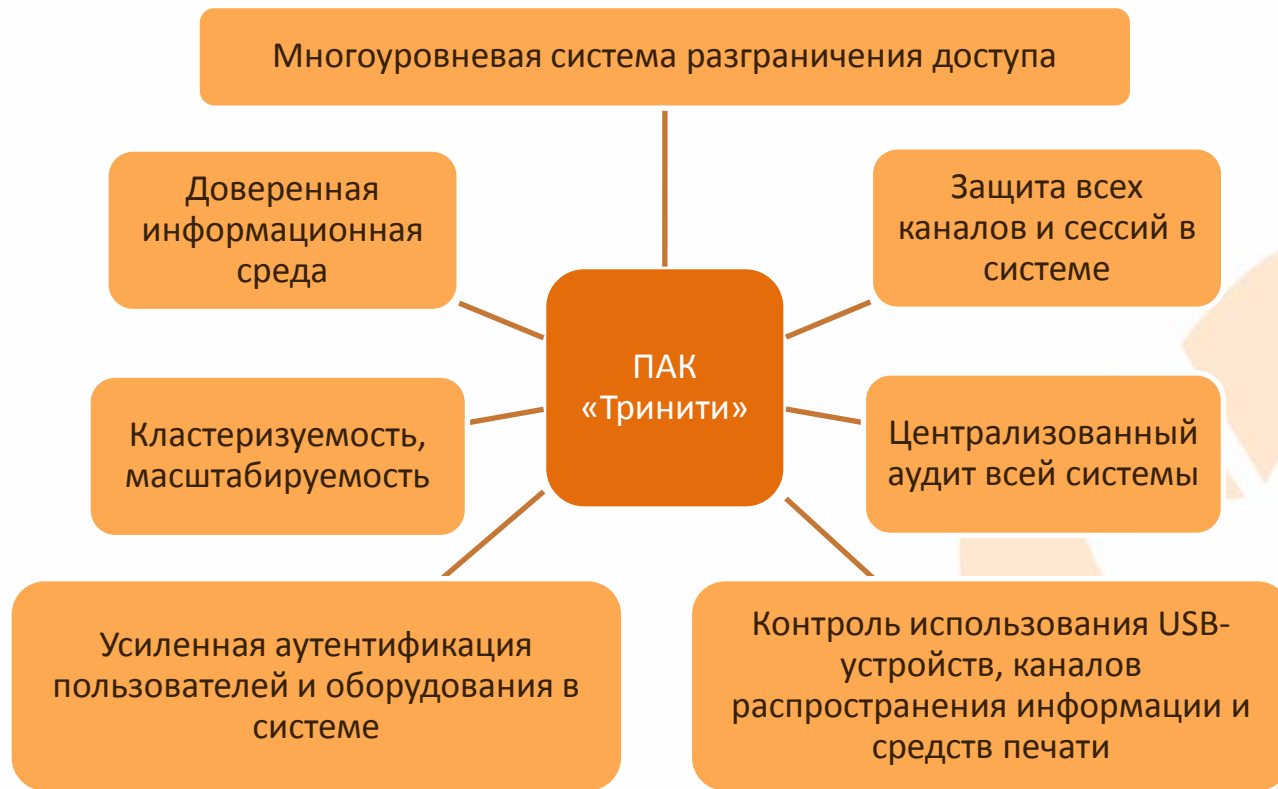 Многоуровневая система разграничения доступа
Доверенная
информационная
среда
Защита всех
каналов и сессий в
системе
ПАК
«Тринити»
Кластеризуемость,
масштабируемость
Централизованный
аудит всей системы
Усиленная аутентификация
пользователей и оборудования в
системе
Контроль использования USB-
устройств, каналов
распространения информации и
средств печати